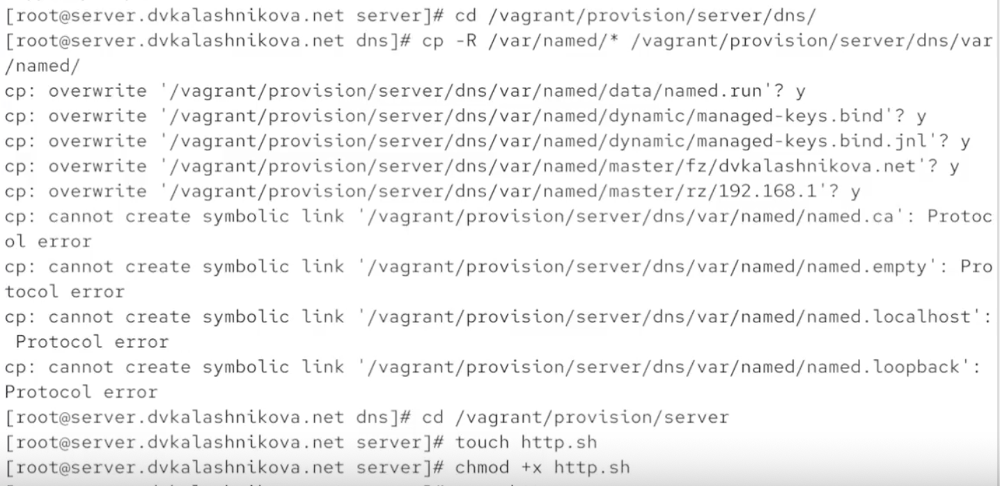 [root@server.dvkalashnikova.net server]# cd /vagrant/provision/server/dns/
[root@server.dvkalashnikova.net dns]# cp -R /var/named/* /vagrant/provision/server/dns/var
/named/
cp: overwrite '/vagrant/provision/server/dns/var/named/data/named.run'? y
cp: overwrite '/vagrant/provision/server/dns/var/named/dynamic/managed-keys.bind'? y
cp: overwrite '/vagrant/provision/server/dns/var/named/dynamic/managed-keys.bind.jnl'? y
cp: overwrite '/vagrant/provision/server/dns/var/named/master/fz/dvkalashnikova.net'? y
cp: overwrite '/vagrant/provision/server/dns/var/named/master/rz/192.168.1'? y
cp: cannot create symbolic link '/vagrant/provision/server/dns/var/named/named.ca': Protoc
ol error
cp: cannot create symbolic link '/vagrant/provision/server/dns/var/named/named.empty': Pro
tocol error
cp: cannot create symbolic link '/vagrant/provision/server/dns/var/named/named.localhost':
 Protocol error
cp: cannot create symbolic link '/vagrant/provision/server/dns/var/named/named.loopback':
Protocol error
[root@server.dvkalashnikova.net dns]# cd /vagrant/provision/server
[root@server.dvkalashnikova.net server]# touch http.sh
[root@server.dvkalashnikova.net server]# chmod +x http.sh